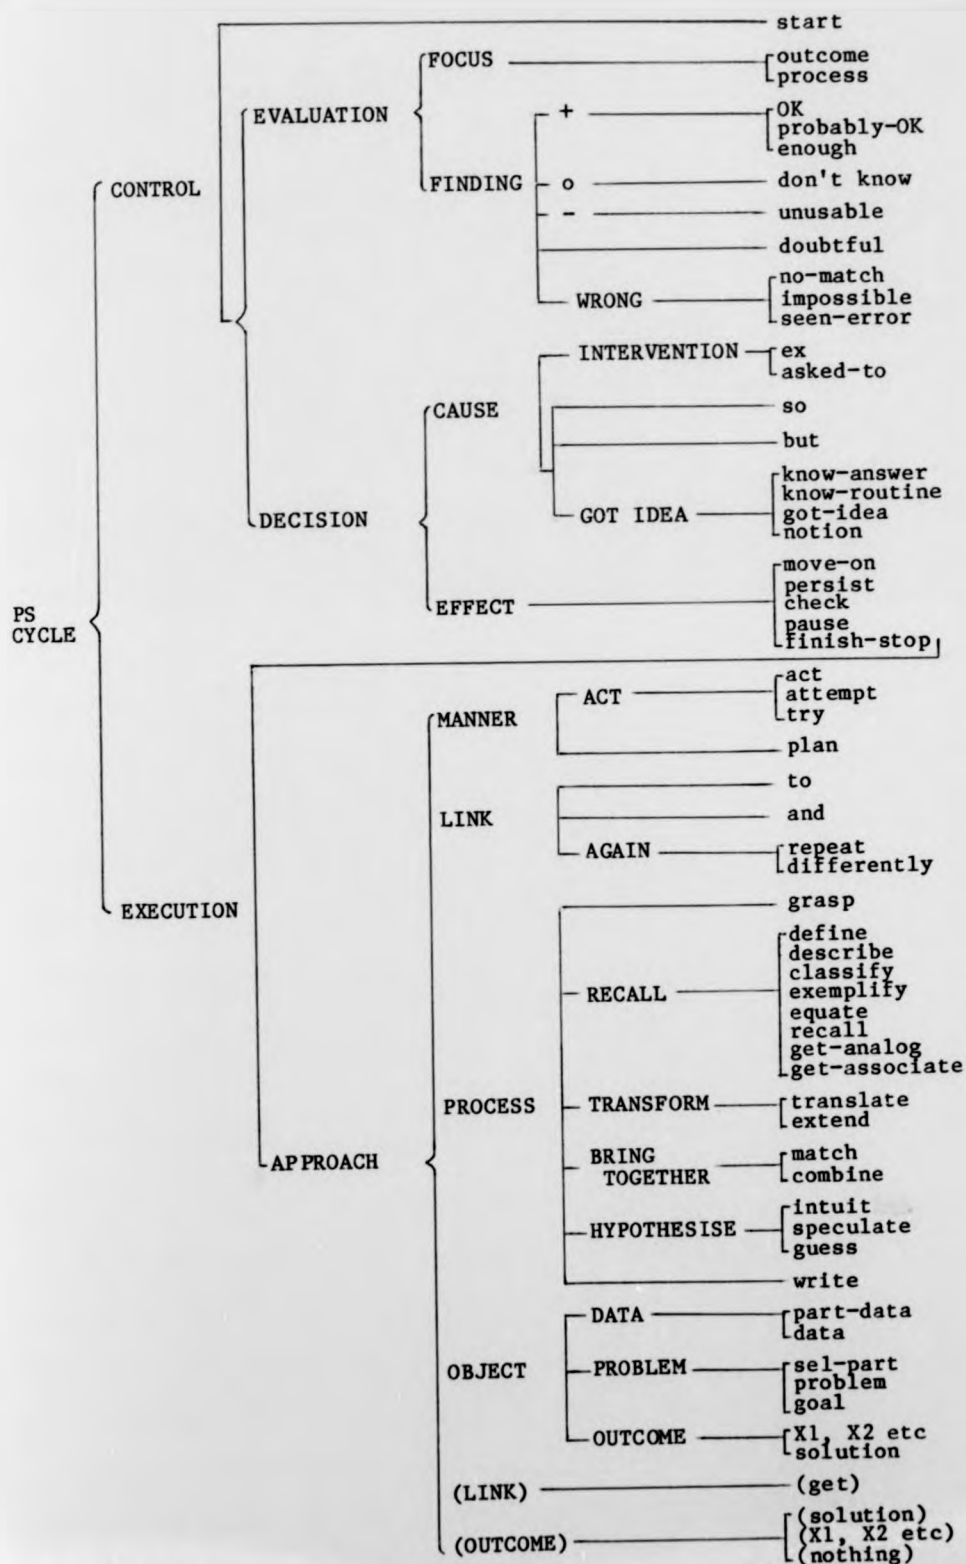 start
FOCUS outcome
process
EVALUATION
+ OK
probably-OK
enough
CONTROL FINDING o don't know
- unusable
doubtful
WRONG no-match
impossible
seen-error
INTERVENTION ex
asked-to
CAUSE so
but
know-answer
know-routine
DECISION GOT IDEA got-idea
notion
move-on
persist
EFFECT check
PS pause
CYCLE finish-stop
act
MANNER ACT attempt
try
plan
to
LINK and
AGAIN repeat
differently
EXECUTION grasp
define
describe
classify
RECALL exemplify
equate
recall
get-analog
get-associate
PROCESS TRANSFORM translate
extend
APPROACH BRING match
TOGETHER combine
intuit
HYPOTHESISE speculate
guess
write
DATA part-data
data
OBJECT PROBLEM sel-part
problem
goal
OUTCOME X1, X2 etc
solution
(LINK) (get)
(solution)
(OUTCOME) (X1, X2 etc)
(nothing)